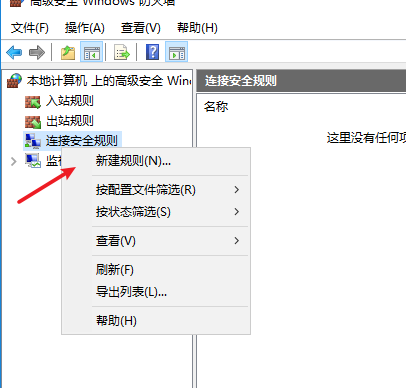 高级安全 Windows 防火墙
文件(F) 操作(A) 查看(V) 帮助(H)
本地计算机 上的高级安全 Win
入站规则
出站规则
连接安全规则
监
新建规则(N)...
按配置文件筛选(R)
按状态筛选(S)
查看(V)
刷新(F)
导出列表(L)...
帮助(H)
连接安全规则
名称
这里没有任何项